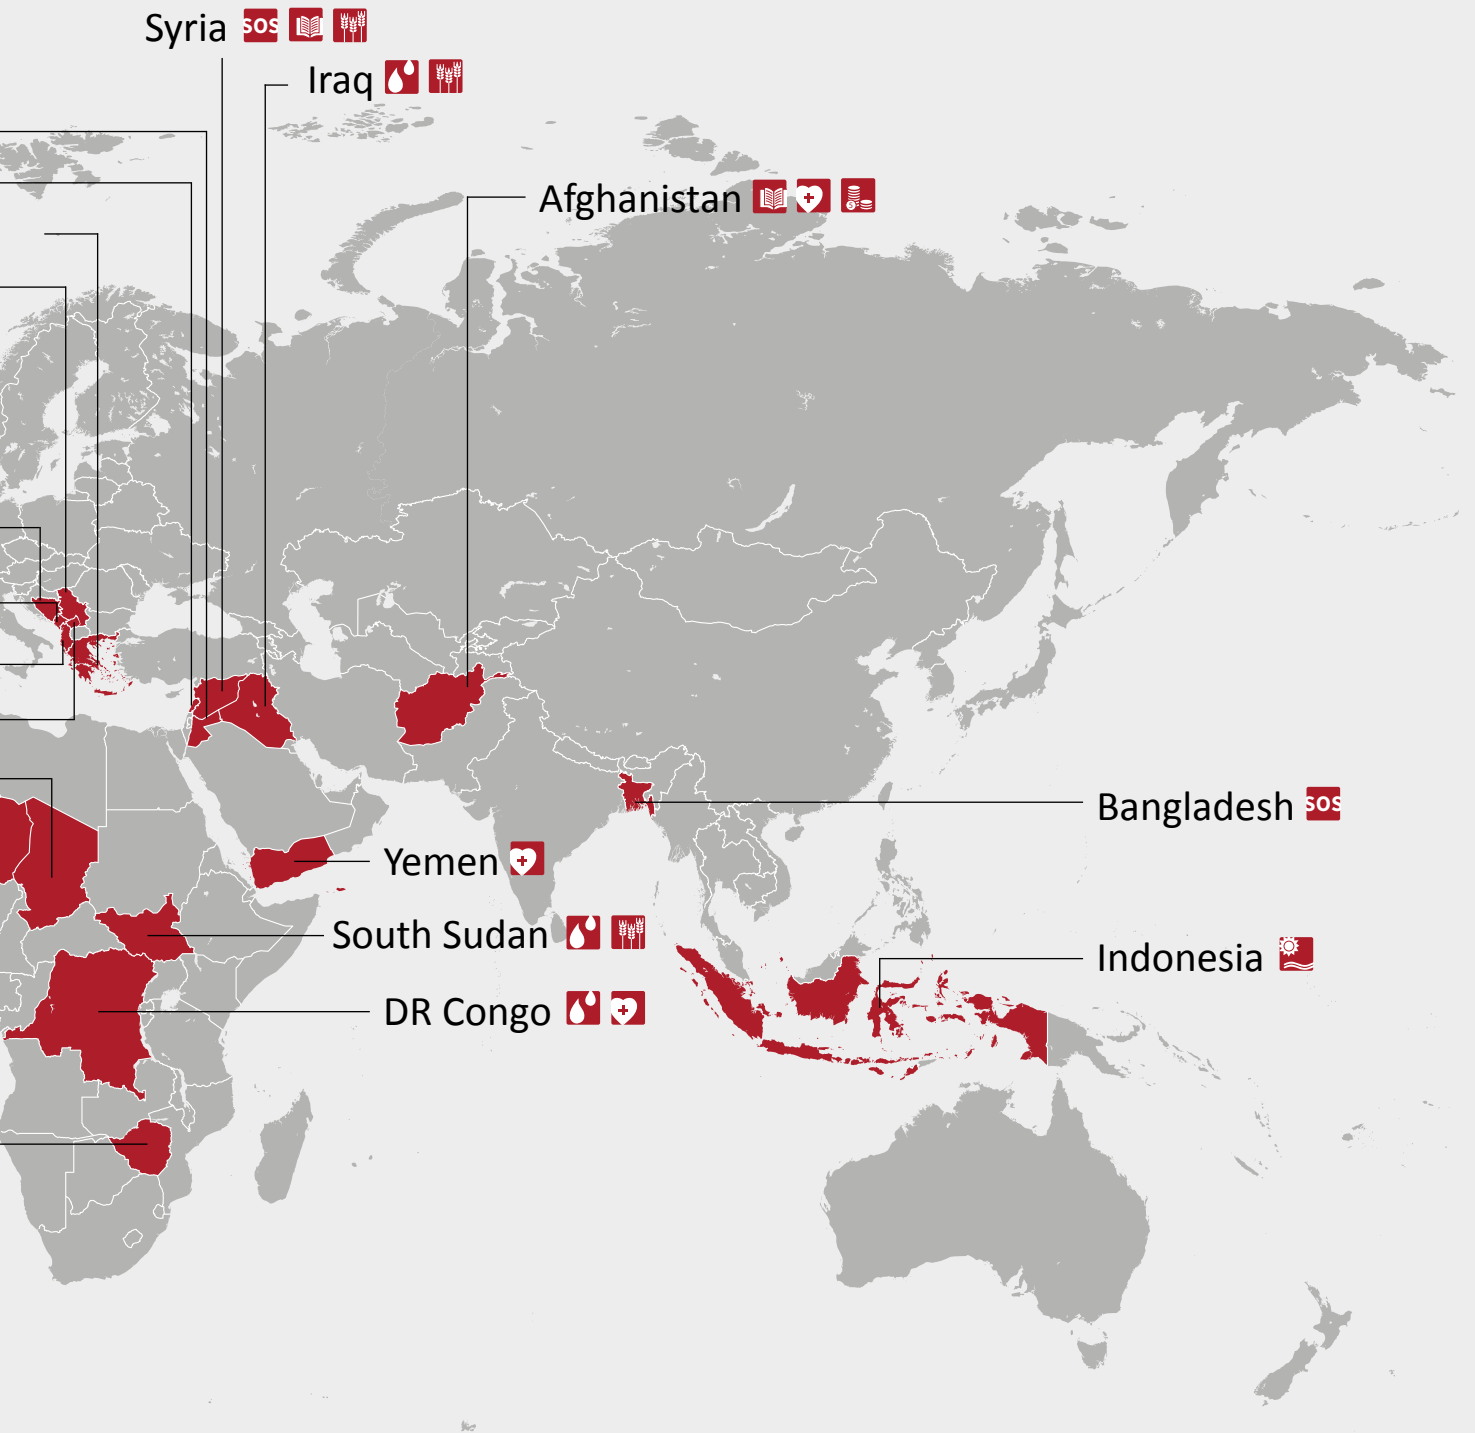 Syria SOS
Iraq
Afghanistan
Bangladesh SOS
Yemen
South Sudan
Indonesia
DR Congo